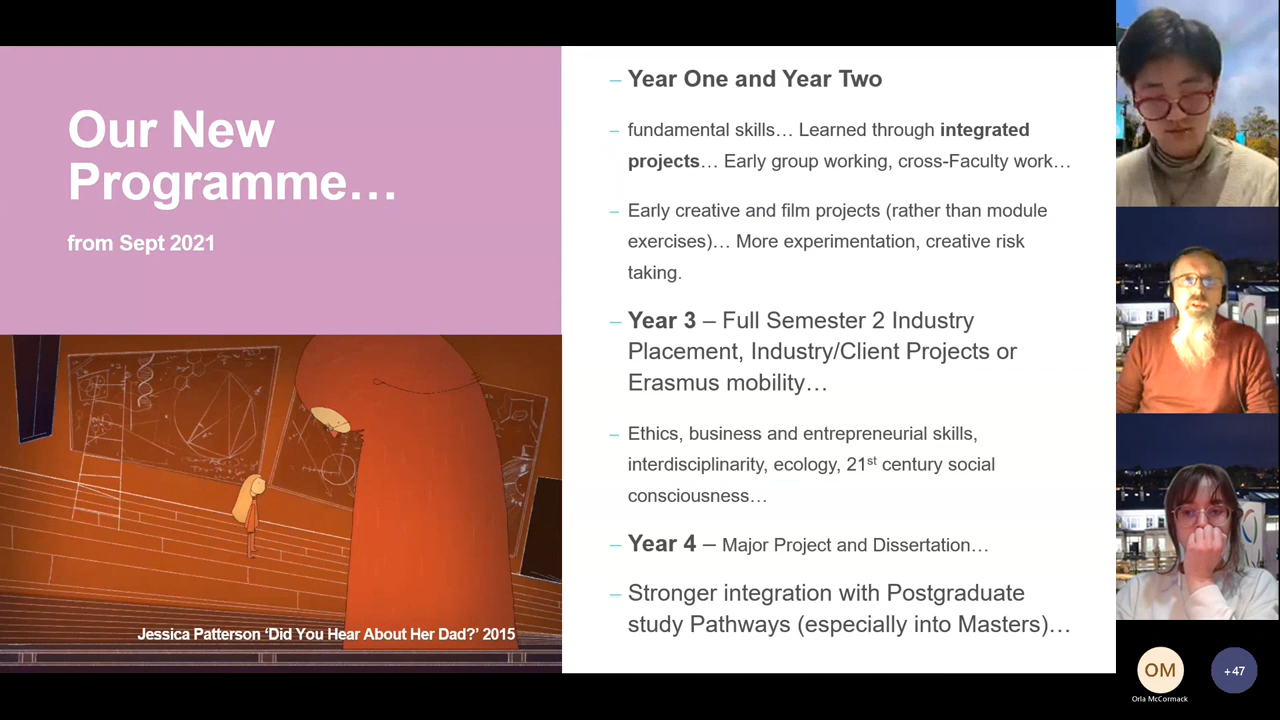 Our New
Programme…
from Sept 2021
Jessica Patterson ‘Did You Hear About Her Dad?’ 2015
– Year One and Year Two
– fundamental skills… Learned through integrated
projects… Early group working, cross-Faculty work…
– Early creative and film projects (rather than module
exercises)… More experimentation, creative risk
taking.
– Year 3 – Full Semester 2 Industry
Placement, Industry/Client Projects or
Erasmus mobility…
– Ethics, business and entrepreneurial skills,
interdisciplinarity, ecology, 21st century social
consciousness…
– Year 4 – Major Project and Dissertation…
– Stronger integration with Postgraduate
study Pathways (especially into Masters)…
OM
Orla McCormack
+47